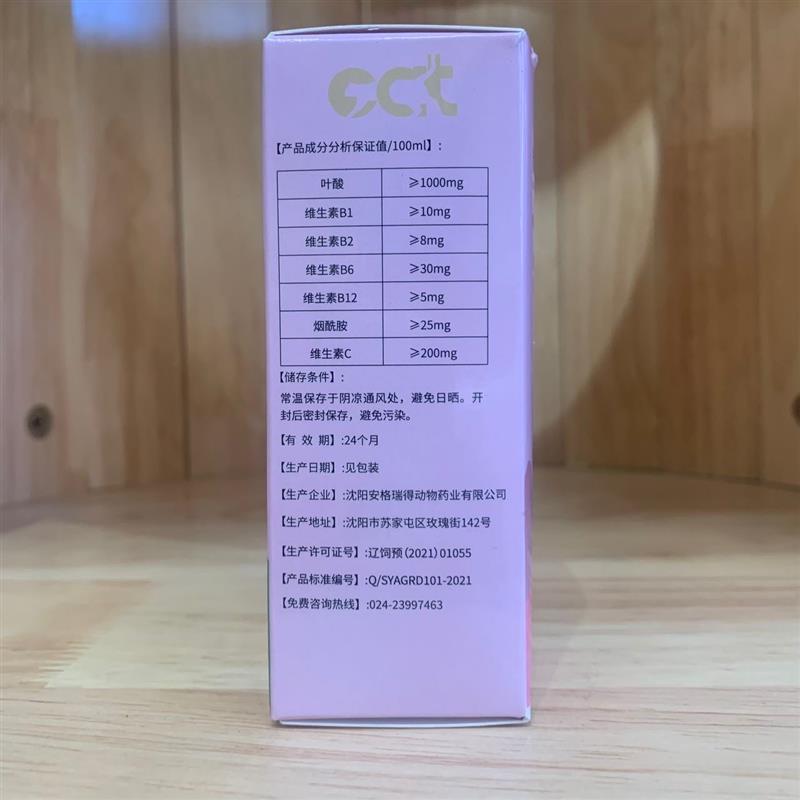 cct
【产品成分分析保证值/100ml】:
叶酸 ≥1000mg
维生素B1 ≥10mg
维生素B2 ≥8mg
维生素B6 ≥30mg
维生素B12 ≥5mg
烟酰胺 ≥25mg
维生素C ≥200mg
【储存条件】:
常温保存于阴凉通风处，避免日晒。开
封后密封保存，避免污染。
【有 效 期】:24个月
【生产日期】:见包装
【生产企业】:沈阳安格瑞得动物药业有限公司
【生产地址】:沈阳市苏家屯区玫瑰街142号
【生产许可证号】:辽饲预(2021)01055
【产品标准编号】:Q/SYAGRD101-2021
【免费咨询热线】:024-23997463